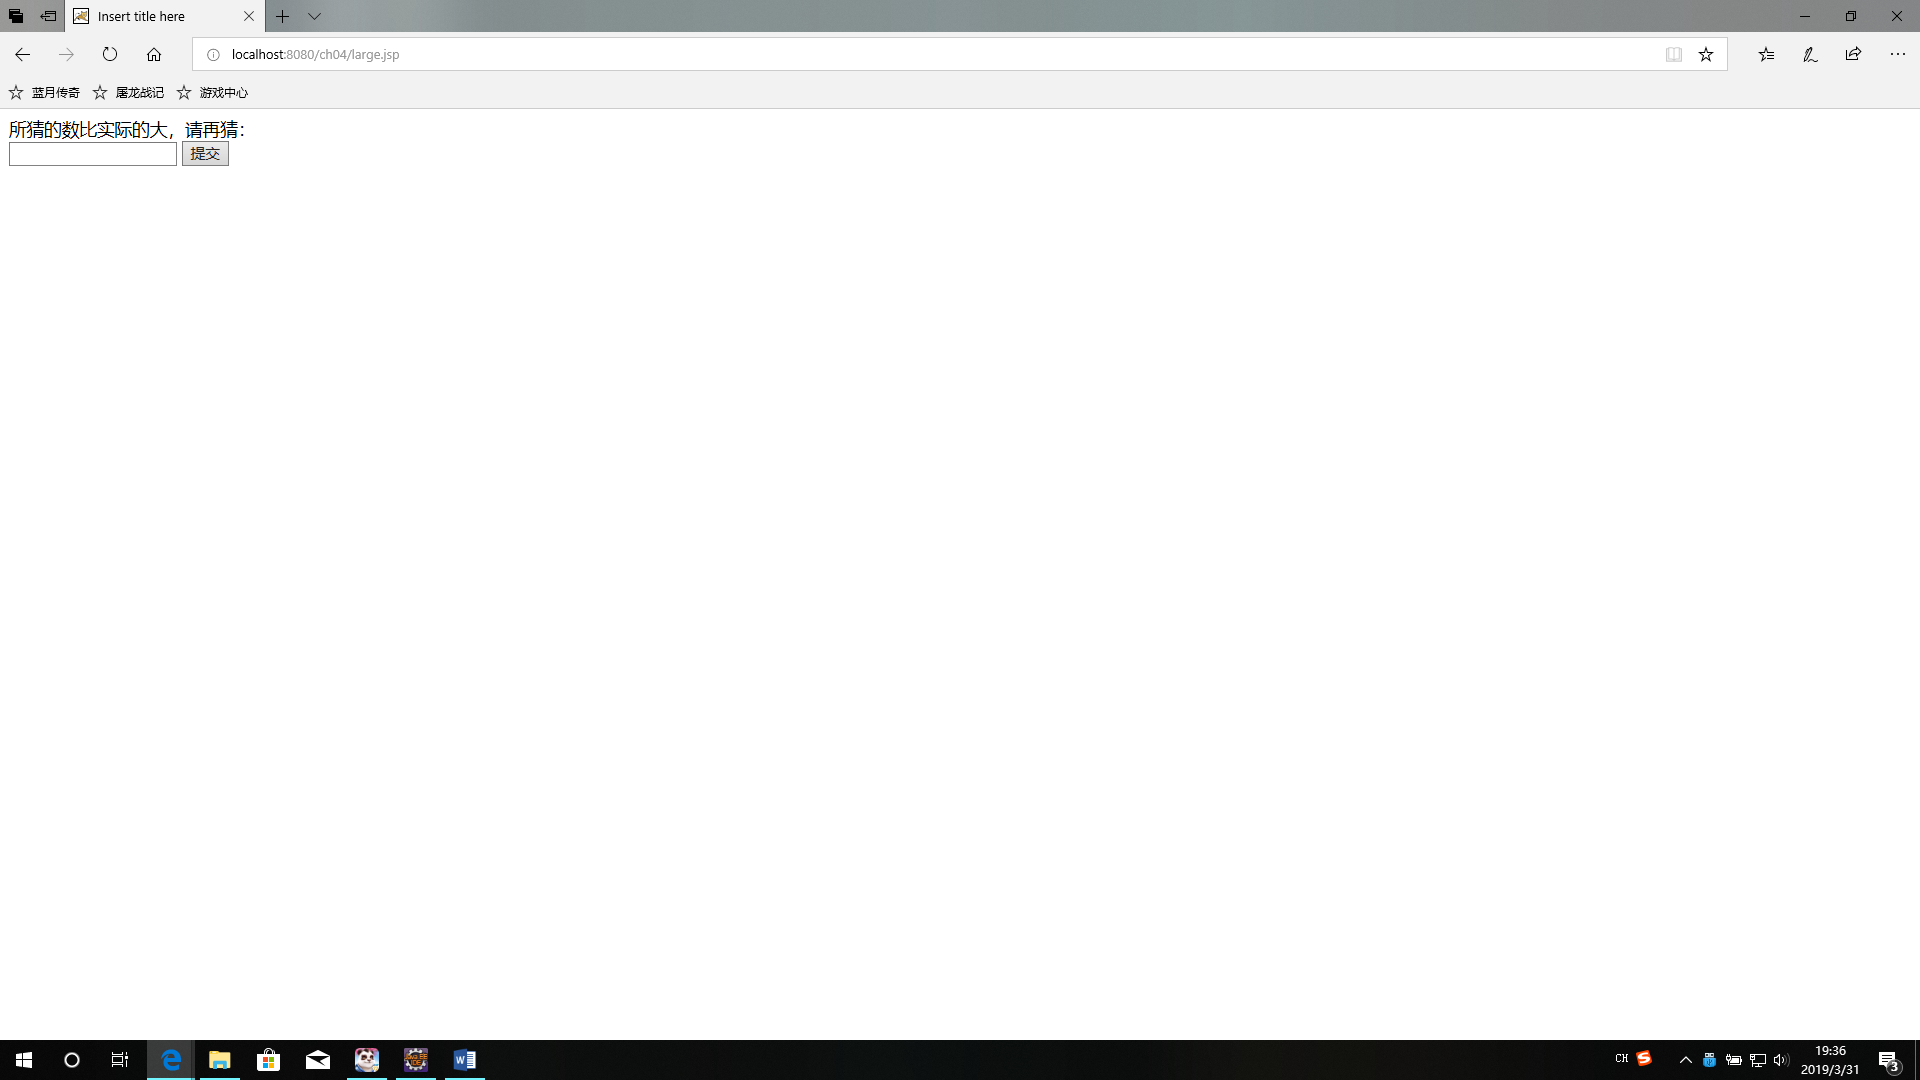 Insert title here
localhost:8080/ch04/large.jsp
蓝月传奇 屠龙战记 游戏中心
所猜的数比实际的大，请再猜：
提交
CH
19:36
2019/3/31
3